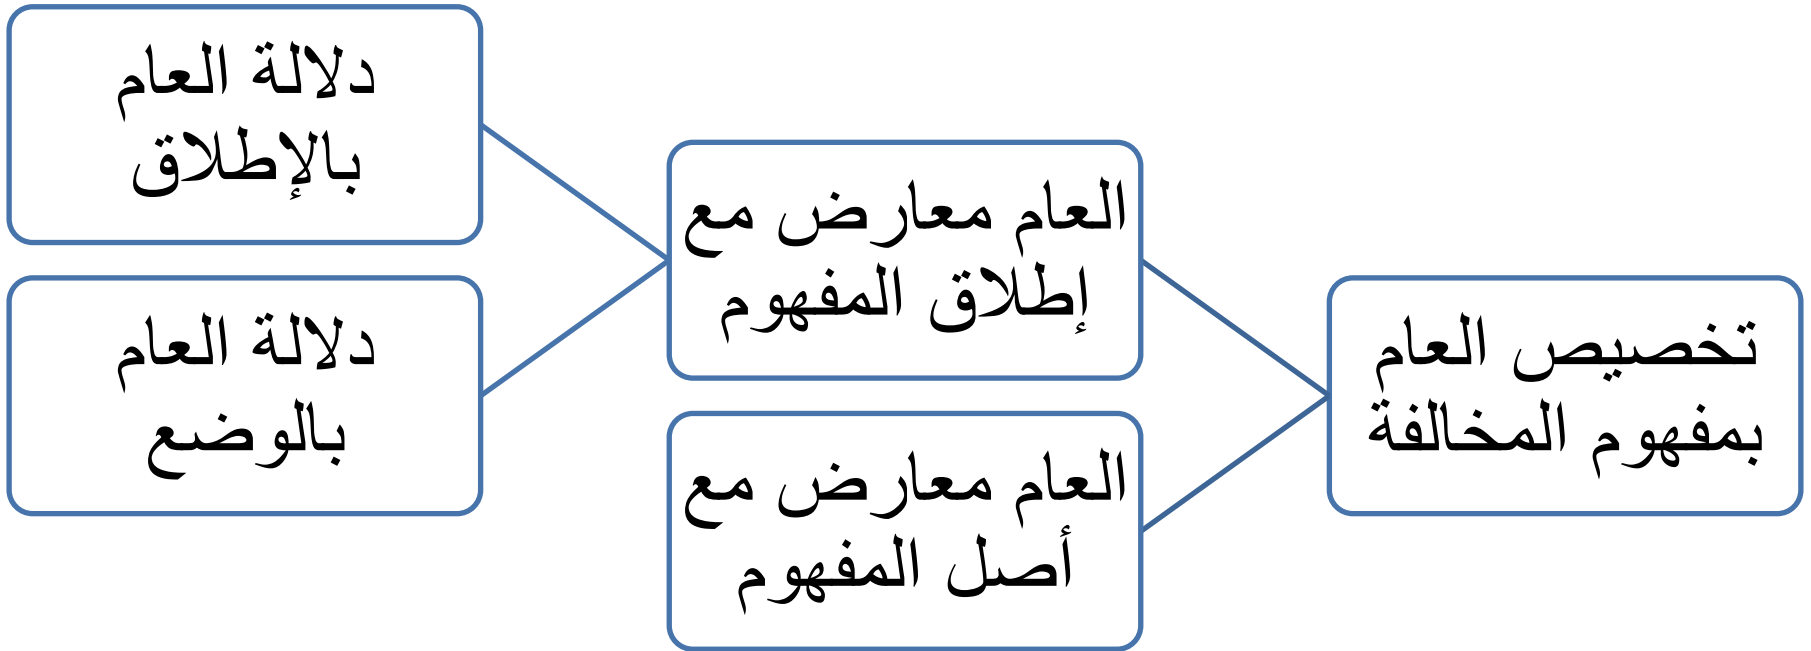 تخصيص العام
بمفهوم المخالفة
العام معارض مع
إطلاق المفهوم
دلالة العام
بالإطلاق
دلالة العام
بالوضع
العام معارض مع
أصل المفهوم